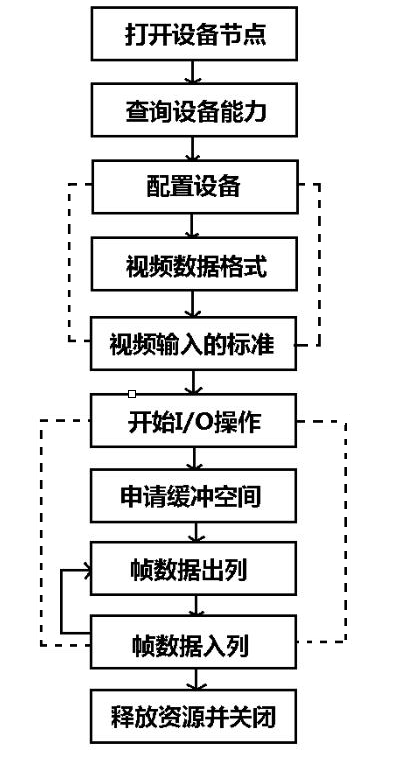 打开设备节点
查询设备能力
配置设备
视频数据格式
视频输入的标准
开始I/O操作
申请缓冲空间
帧数据出列
帧数据入列
释放资源并关闭